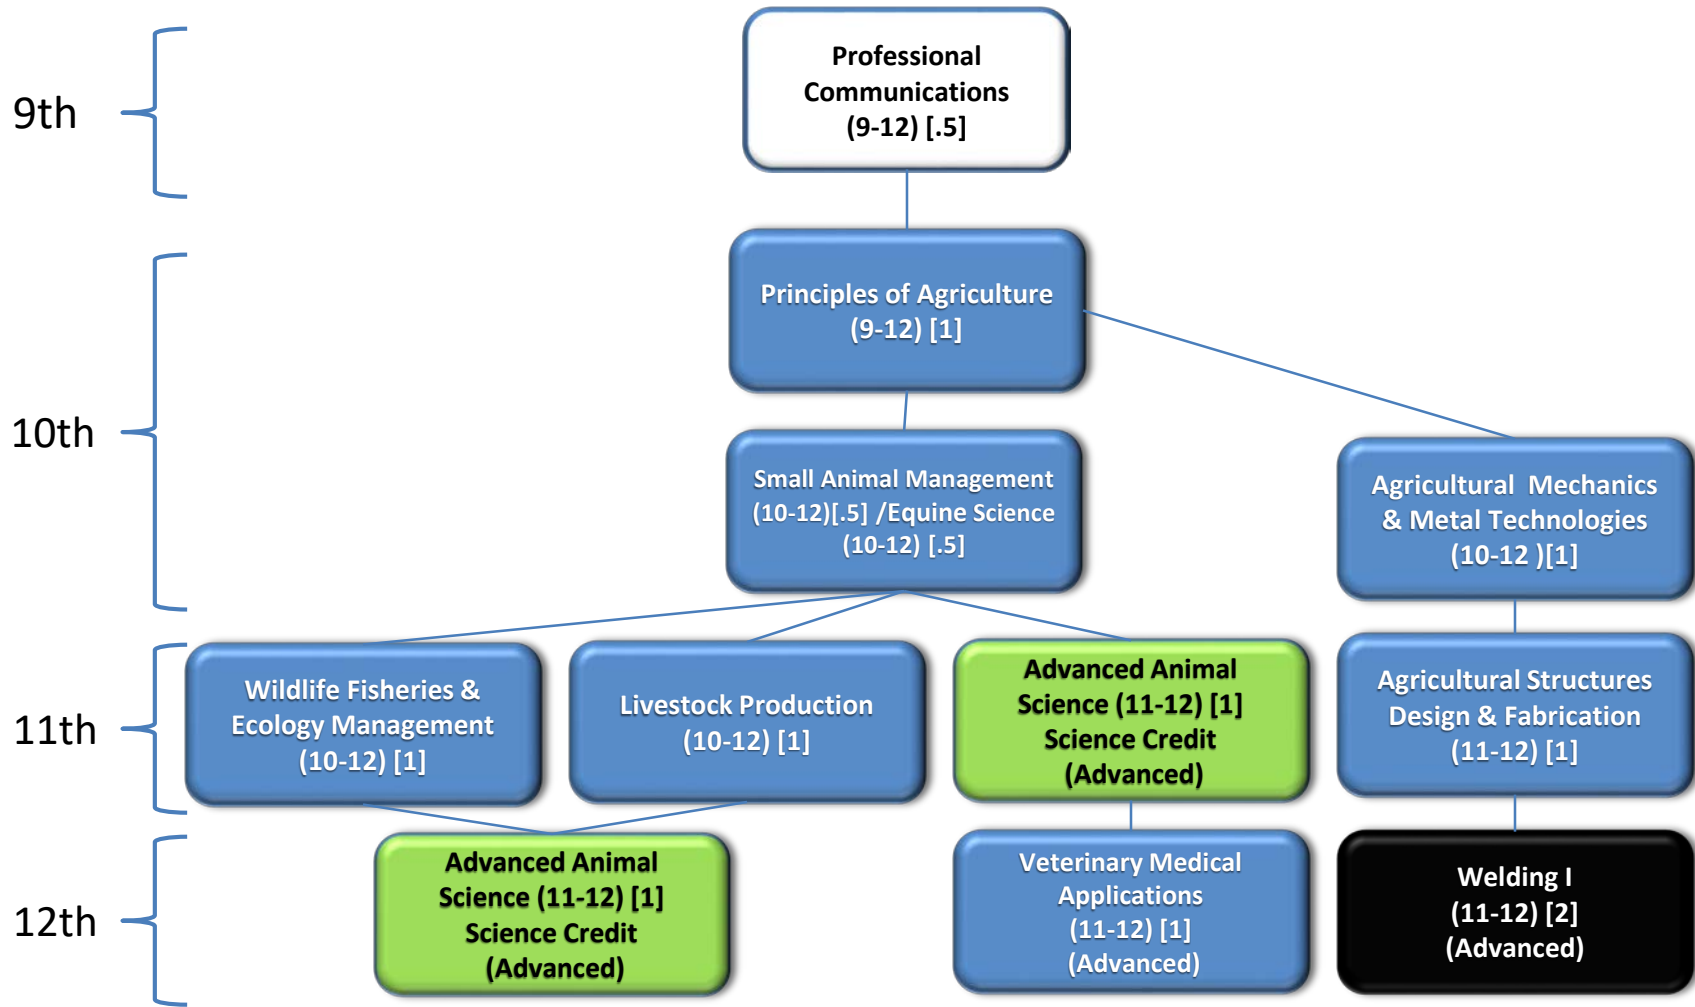 9th
Professional
Communications
(9-12) [.5]
10th
Principles of Agriculture
(9-12) [1]
Small Animal Management
(10-12)[.5] /Equine Science
(10-12) [.5]
Agricultural  Mechanics
& Metal Technologies
(10-12 )[1]
11th
Wildlife Fisheries &
Ecology Management
(10-12) [1]
Livestock Production
(10-12) [1]
Advanced Animal
Science (11-12) [1]
Science Credit
(Advanced)
Agricultural Structures
Design & Fabrication
(11-12) [1]
12th
Advanced Animal
Science (11-12) [1]
Science Credit
(Advanced)
Veterinary Medical
Applications
(11-12) [1]
(Advanced)
Welding I
(11-12) [2]
(Advanced)